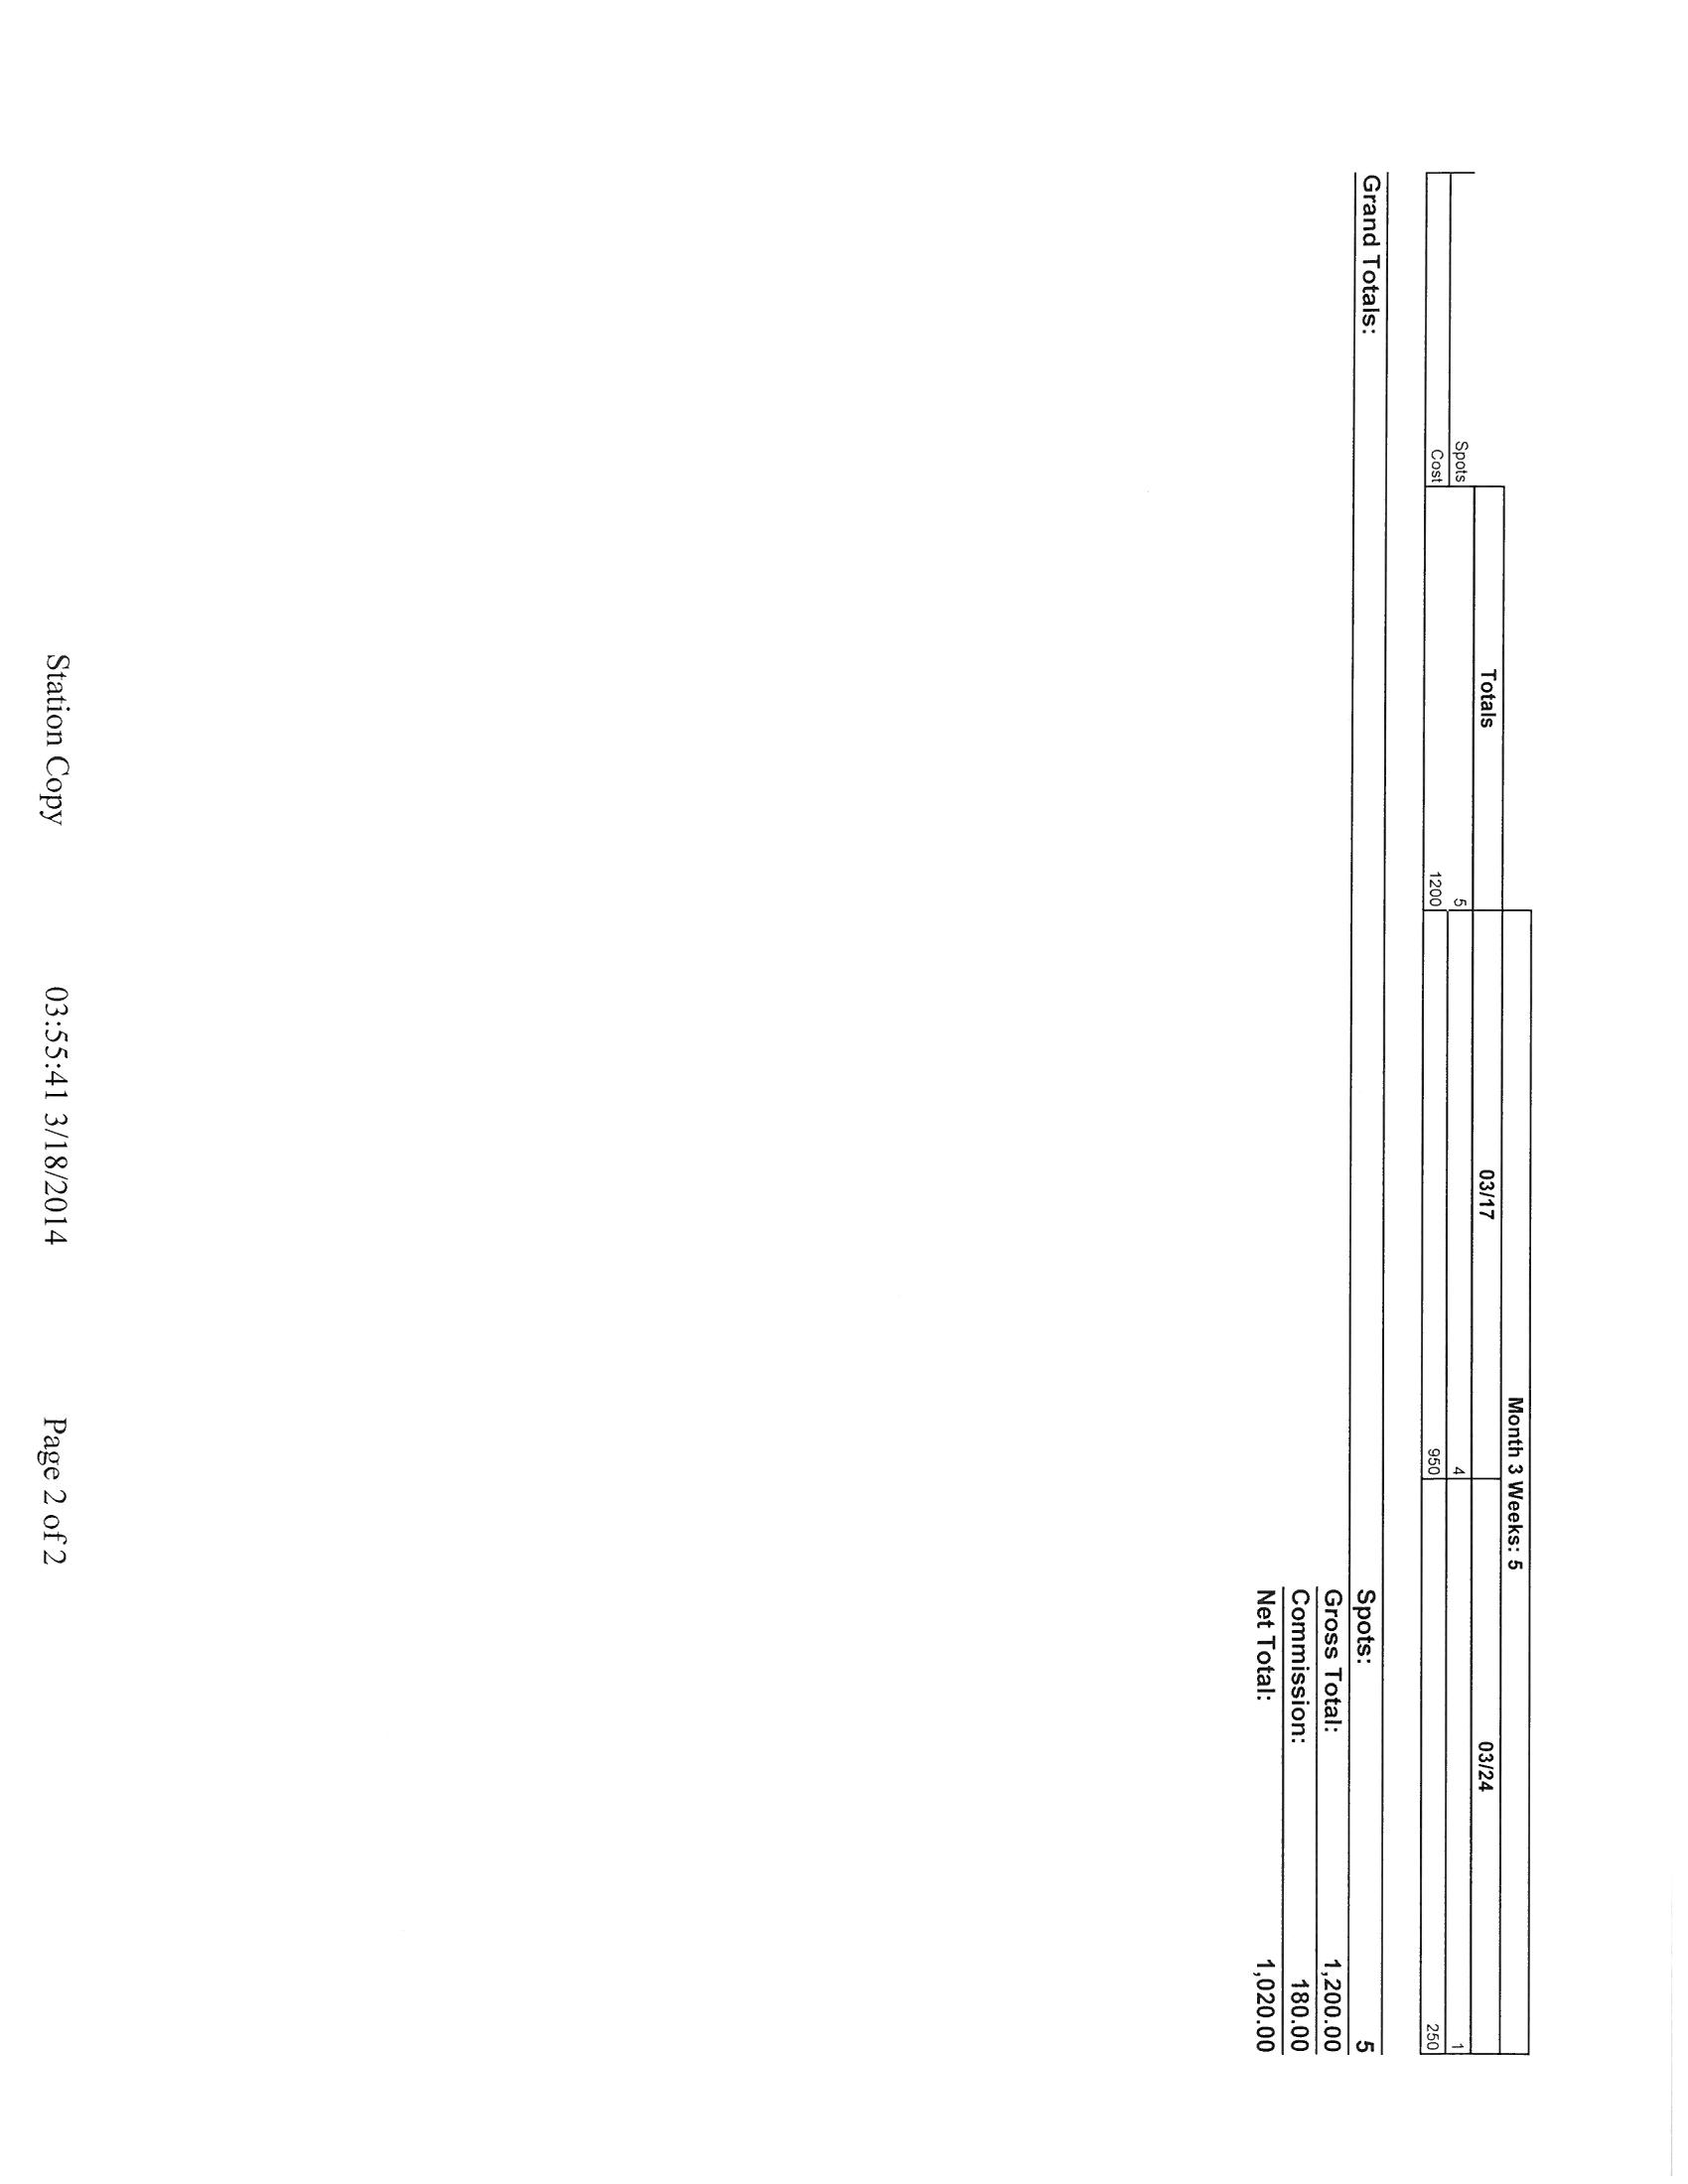 Month 3 Weeks: 5
Totals 03/17 03/24
Spots 5 4 1
Cost 1200 950 250
Grand Totals: Spots: 5
Gross Total: 1,200.00
Commission: 180.00
Net Total: 1,020.00
Station Copy 03:55:41 3/18/2014 Page 2 of 2